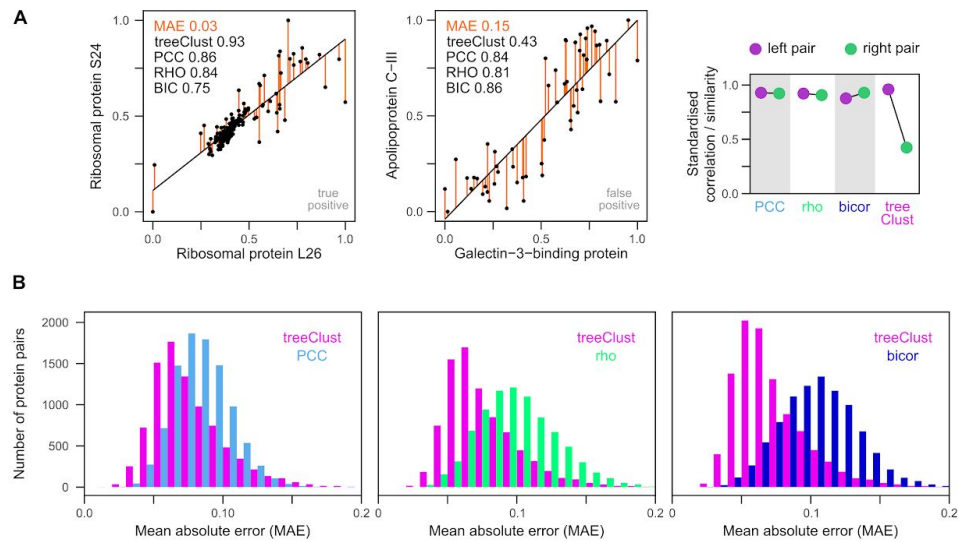 A
Ribosomal protein S24
1.0
0.5
0.0
MAE 0.03
treeClust 0.93
PCC 0.86
RHO 0.84
BIC 0.75
true
positive
0.0 0.5 1.0
Ribosomal protein L26
Apolipoprotein C−III
1.0
0.5
0.0
MAE 0.15
treeClust 0.43
PCC 0.84
RHO 0.81
BIC 0.86
false
positive
0.0 0.5 1.0
Galectin−3−binding protein
left pair right pair
Standardised
correlation / similarity
1.0
0.5
0.0
PCC rho bicor tree
Clust
B
Number of protein pairs
2000
1500
1000
500
0
treeClust
PCC
0.0 0.10 0.2
Mean absolute error (MAE)
treeClust
rho
0.1 0.2
Mean absolute error (MAE)
treeClust
bicor
0.1 0.2
Mean absolute error (MAE)